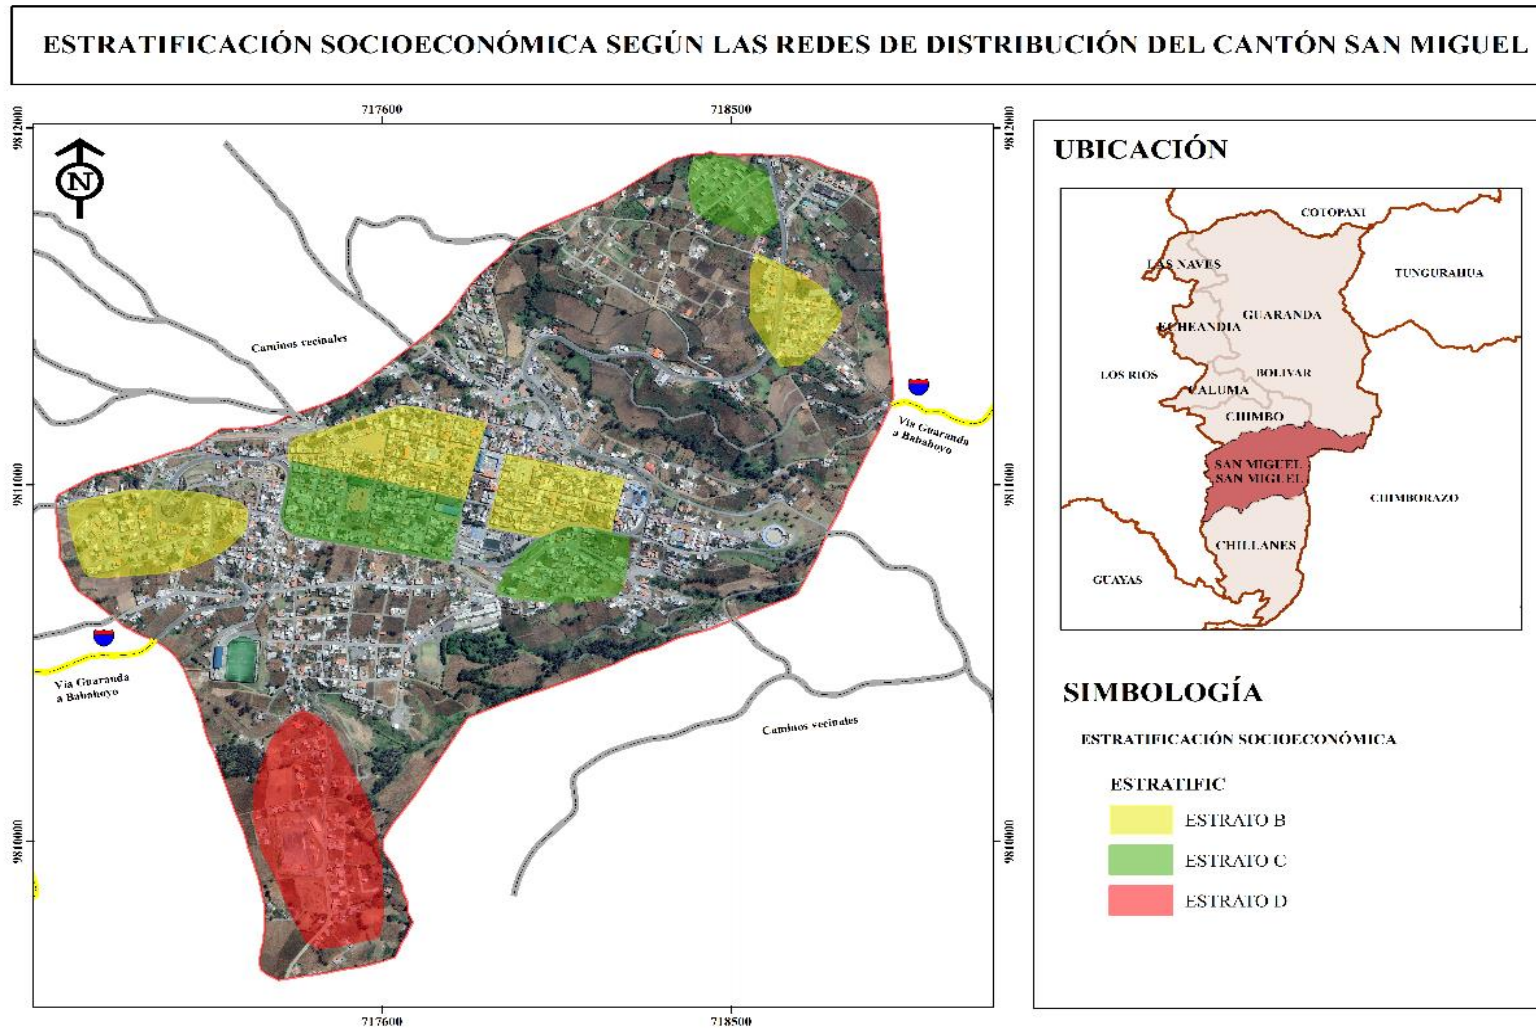 ESTRATIFICACIÓN SOCIOECONÓMICA SEGÚN LAS REDES DE DISTRIBUCIÓN DEL CANTÓN SAN MIGUEL
717600
718500
9812000
9812000
N
Caminos vecinales
Via Guaranda
a Babahoyo
9811000
9811000
Via Guaranda
a Babahoyo
Caminos vecinales
9810000
9810000
717600
718500
UBICACIÓN
COTOPAXI
LAS NAVES
TUNGURAHUA
GUARANDA
ECHEANDIA
LOS RIOS
BOLIVAR
CALUMA
CHIMBO
SAN MIGUEL
SAN MIGUEL
CHIMBORAZO
CHILLANES
GUAYAS
SIMBOLOGÍA
ESTRATIFICACIÓN SOCIOECONÓMICA
ESTRATIFIC
ESTRATO B
ESTRATO C
ESTRATO D